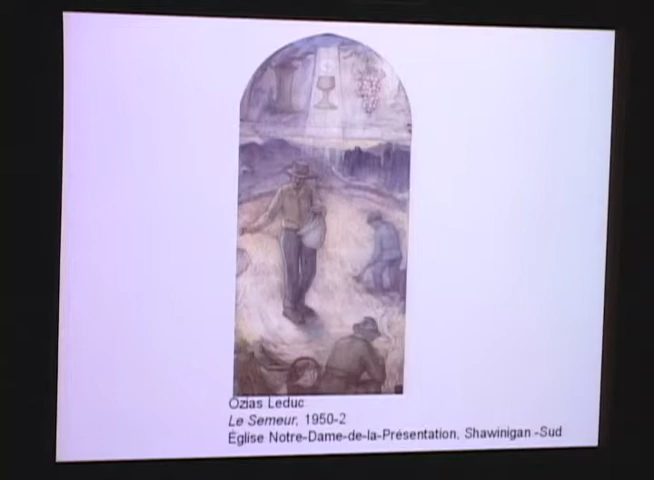 Ozias Leduc
Le Semeur, 1950-2
Église Notre-Dame-de-la-Présentation, Shawinigan -Sud